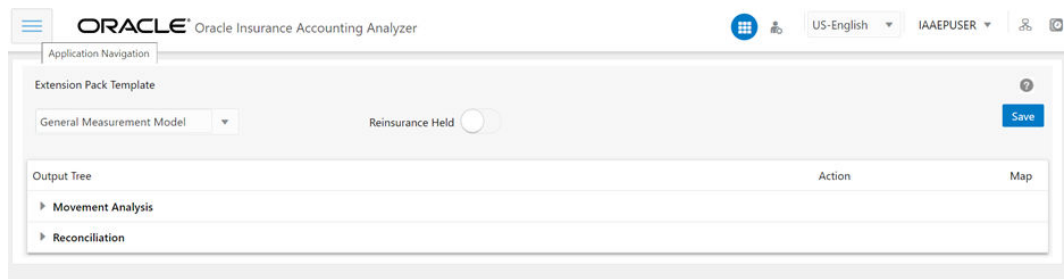 ORACLE® Oracle Insurance Accounting Analyzer US-English IAAEPUSER
Application Navigation
Extension Pack Template
General Measurement Model Reinsurance Held Save
Output Tree Action Map
Movement Analysis
Reconciliation